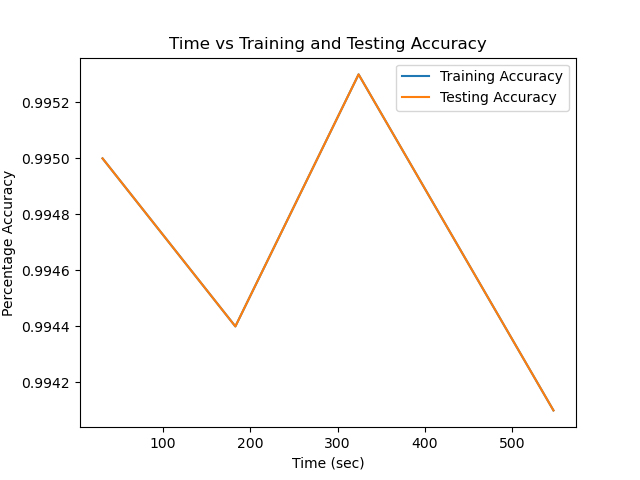 Time vs Training and Testing Accuracy
Training Accuracy
Testing Accuracy
Percentage Accuracy
0.9952
0.9950
0.9948
0.9946
0.9944
0.9942
100 200 300 400 500
Time (sec)